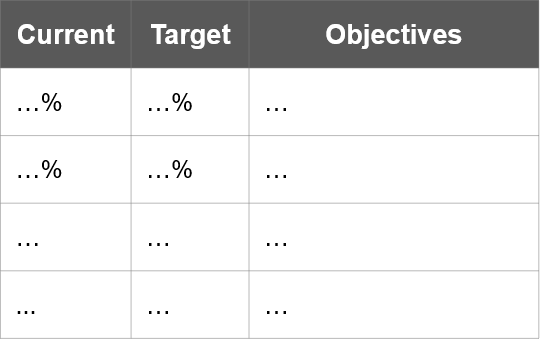 Current Target Objectives
…% …% …
…% …% …
… … …
... … …